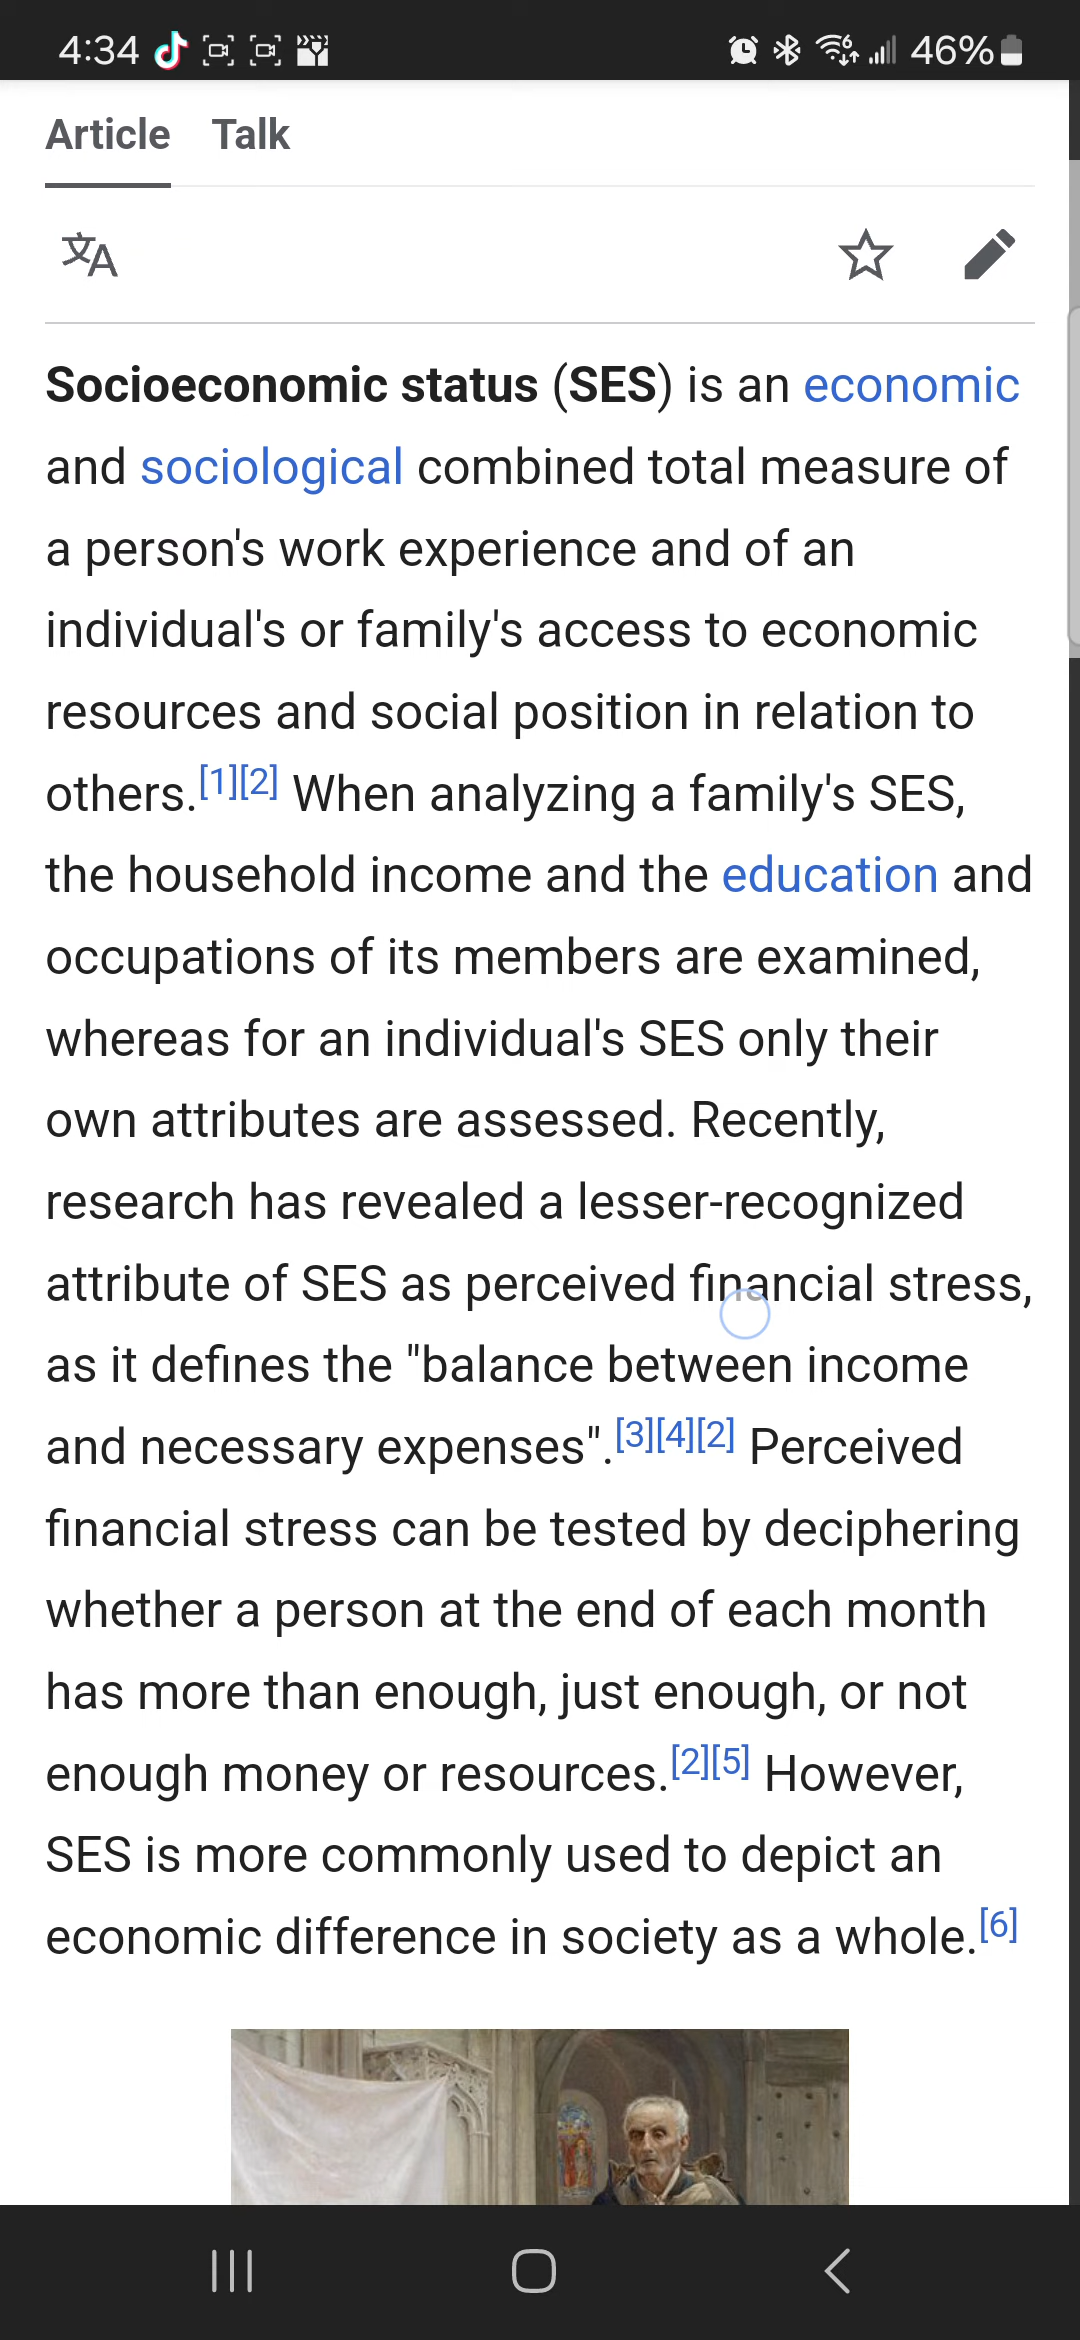 4:34
46%
Article Talk
Socioeconomic status (SES) is an economic
and sociological combined total measure of
a person's work experience and of an
individual's or family's access to economic
resources and social position in relation to
others.[1][2] When analyzing a family's SES,
the household income and the education and
occupations of its members are examined,
whereas for an individual's SES only their
own attributes are assessed. Recently,
research has revealed a lesser-recognized
attribute of SES as perceived financial stress,
as it defines the "balance between income
and necessary expenses".[3][4][2] Perceived
financial stress can be tested by deciphering
whether a person at the end of each month
has more than enough, just enough, or not
enough money or resources.[2][5] However,
SES is more commonly used to depict an
economic difference in society as a whole.[6]